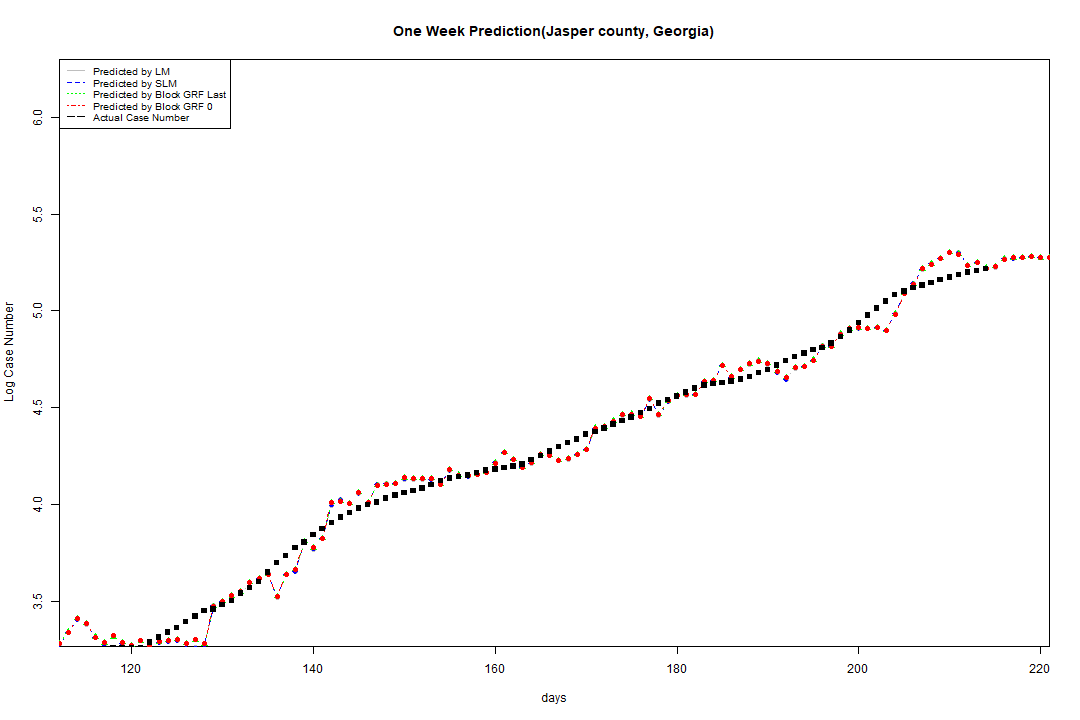 One Week Prediction(Jasper county, Georgia)
Predicted by LM
Predicted by SLM
Predicted by Block GRF Last
Predicted by Block GRF 0
Actual Case Number
6.0
5.5
5.0
4.5
4.0
3.5
Log Case Number
120 140 160 180 200 220
days